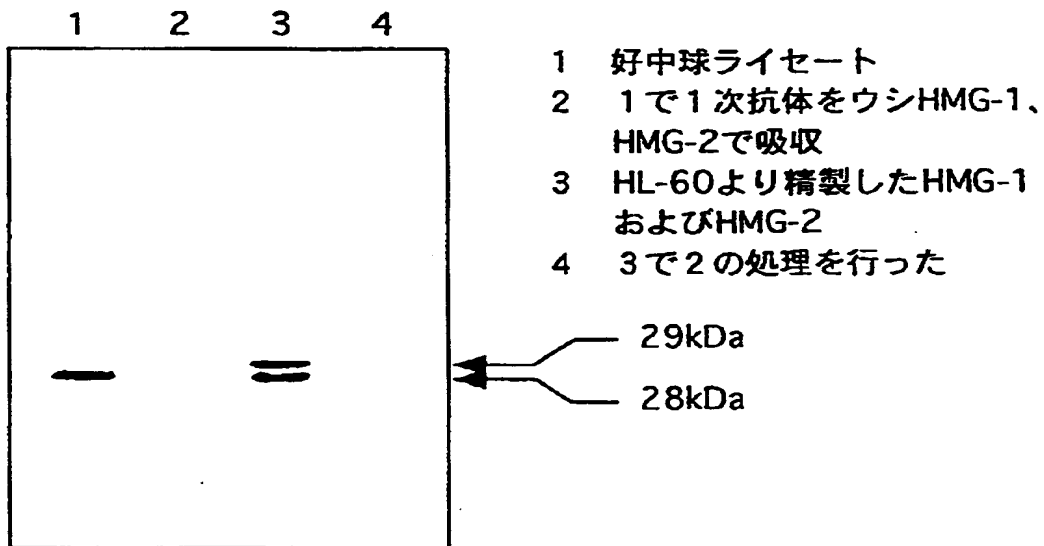 1 2 3 4
1 好中球ライセート
2 1で1次抗体をウシHMG-1、
HMG-2で吸収
3 HL-60より精製したHMG-1
およびHMG-2
4 3で2の処理を行った
29kDa
28kDa